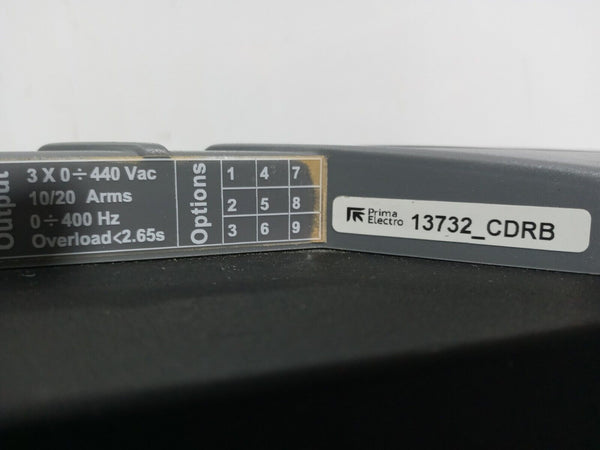 Output
3 X 0÷440 Vac
10/20 Arms
0÷400 Hz
Overload<2.65s
Options
1 4 7
2 5 8
3 6 9
Prima
Electro
13732_CDRB